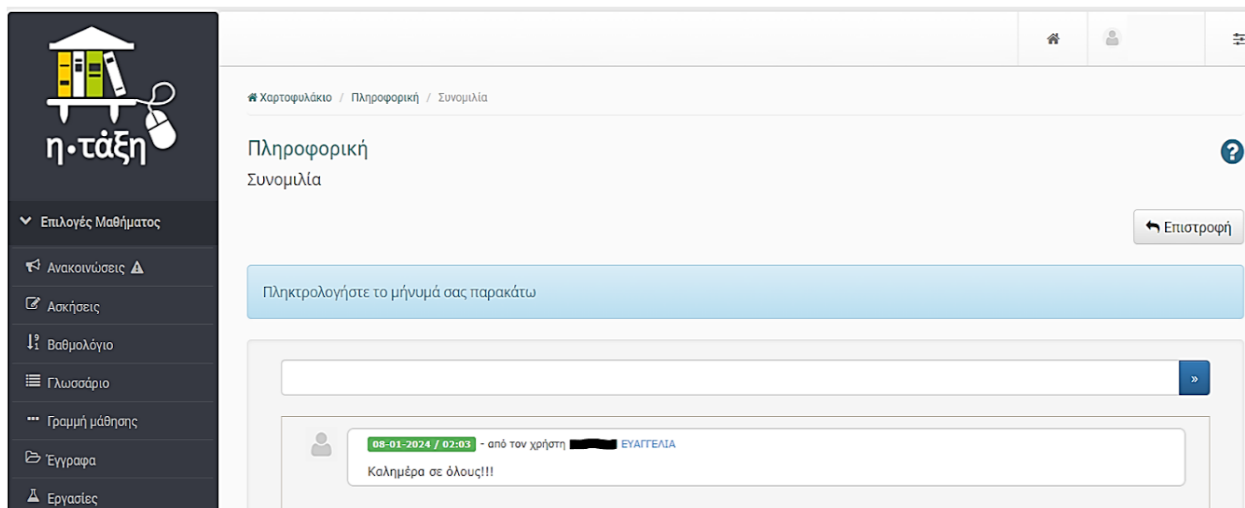 η•τάξη
Επιλογές Μαθήματος
Ανακοινώσεις
Ασκήσεις
Βαθμολόγιο
Γλωσσάριο
Γραμμή μάθησης
Έγγραφα
Εργασίες
Χαρτοφυλάκιο / Πληροφορική / Συνομιλία
Πληροφορική
Συνομιλία
Επιστροφή
Πληκτρολογήστε το μήνυμά σας παρακάτω
»
08-01-2024 / 02:03 - από τον χρήστη ΕΥΑΓΓΕΛΙΑ
Καλημέρα σε όλους!!!